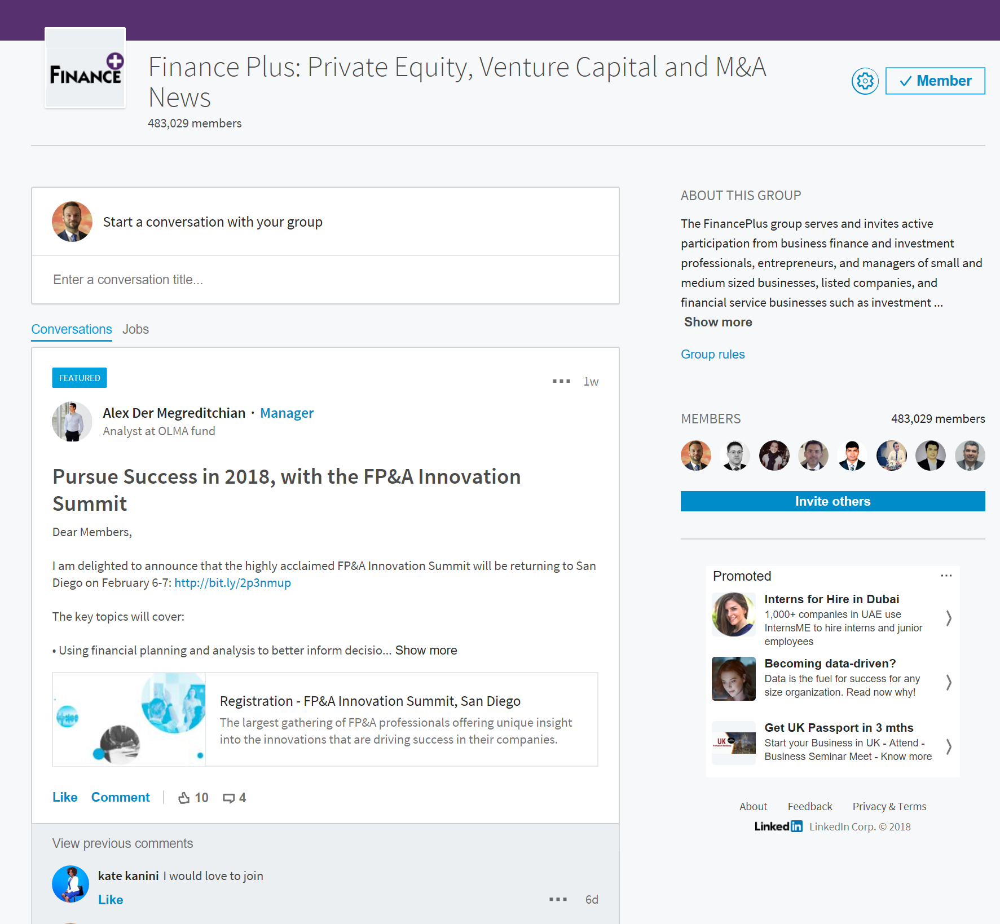 FINANCE
Finance Plus: Private Equity, Venture Capital and M&A
News
483,029 members
Member
Start a conversation with your group
Enter a conversation title...
Conversations Jobs
FEATURED
1w
Alex Der Megreditchian · Manager
Analyst at OLMA fund
Pursue Success in 2018, with the FP&A Innovation
Summit
Dear Members,
I am delighted to announce that the highly acclaimed FP&A Innovation Summit will be returning to San
Diego on February 6-7: http://bit.ly/2p3nmup
The key topics will cover:
• Using financial planning and analysis to better inform decisio... Show more
Registration - FP&A Innovation Summit, San Diego
The largest gathering of FP&A professionals offering unique insight
into the innovations that are driving success in their companies.
Like Comment 10 4
View previous comments
kate kanini I would love to join
Like
6d
ABOUT THIS GROUP
The FinancePlus group serves and invites active
participation from business finance and investment
professionals, entrepreneurs, and managers of small and
medium sized businesses, listed companies, and
financial service businesses such as investment ...
Show more
Group rules
MEMBERS 483,029 members
Invite others
Promoted
Interns for Hire in Dubai
1,000+ companies in UAE use
InternsME to hire interns and junior
employees
Becoming data-driven?
Data is the fuel for success for any
size organization. Read now why!
UK
Get UK Passport in 3 mths
Start your Business in UK - Attend -
Business Seminar Meet - Know more
About Feedback Privacy & Terms
Linked in LinkedIn Corp. © 2018